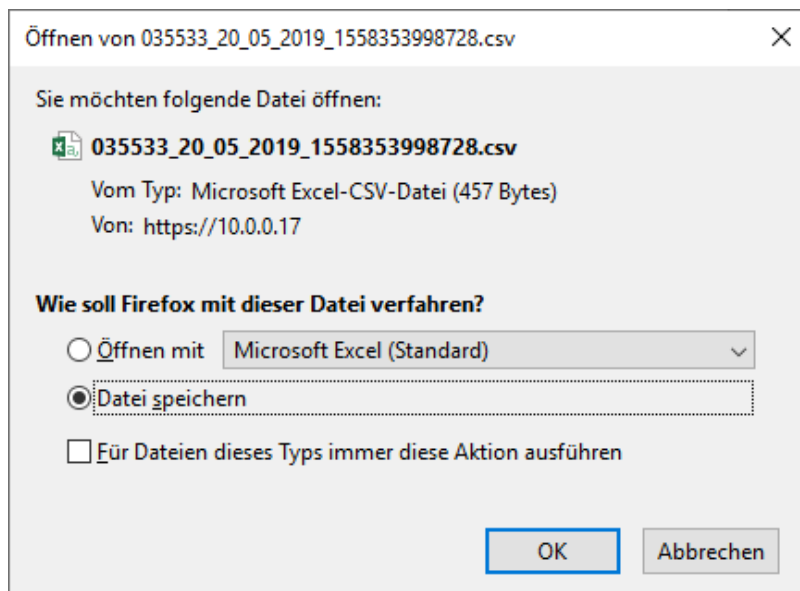 Öffnen von 035533_20_05_2019_1558353998728.csv
Sie möchten folgende Datei öffnen:
035533_20_05_2019_1558353998728.csv
Vom Typ: Microsoft Excel-CSV-Datei (457 Bytes)
Von: https://10.0.0.17
Wie soll Firefox mit dieser Datei verfahren?
Öffnen mit Microsoft Excel (Standard)
Datei speichern
Für Dateien dieses Typs immer diese Aktion ausführen
OK Abbrechen